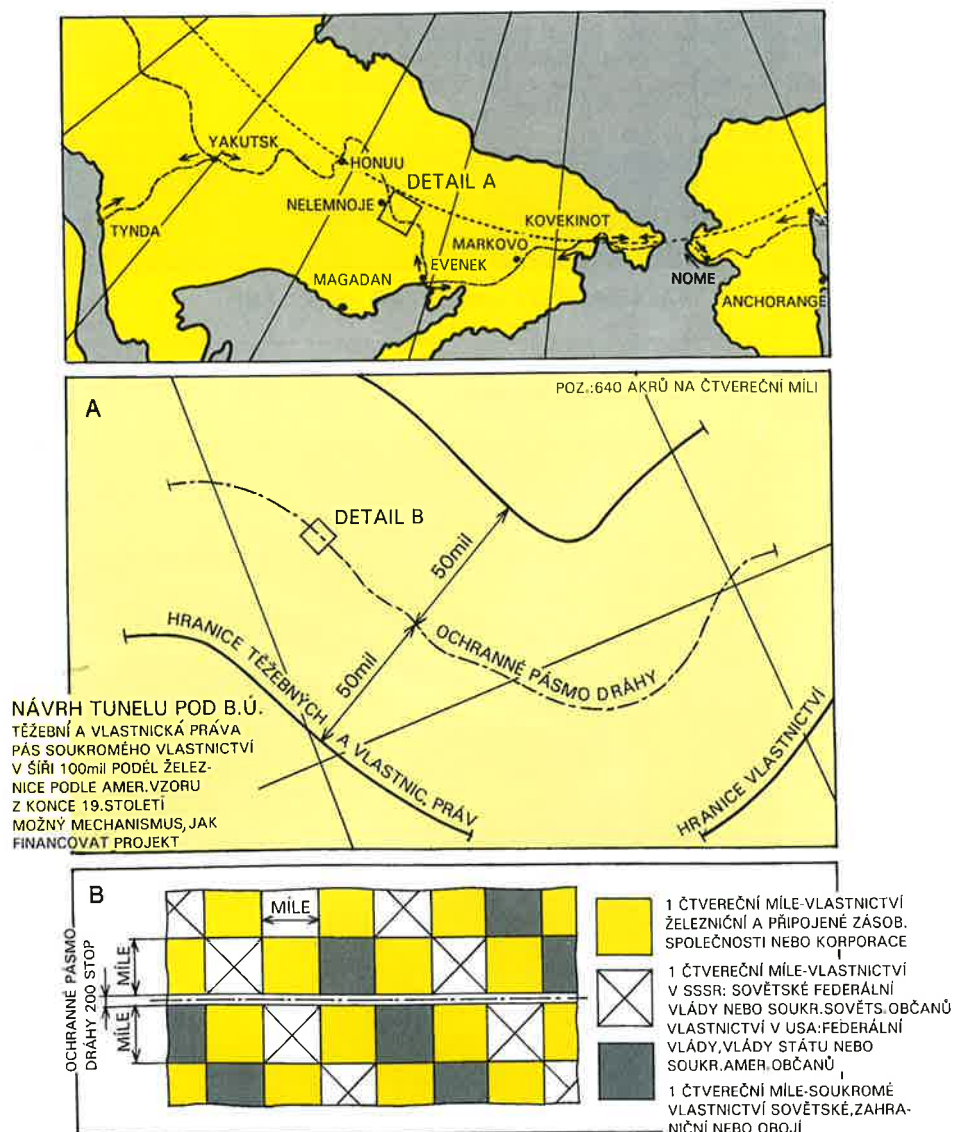 YAKUTSK
HONUU
DETAIL A
NELEMNOJE
KOVEKINOT
TYNDA
MARKOVO
EVENEK
MAGADAN
NOME
ANCHORANGE
A
POZ.:640 AKRŮ NA ČTVEREČNÍ MÍLI
DETAIL B
50mil
50mil
OCHRANNÉ PÁSMO DRÁHY
HRANICE TĚŽEBNÝCH A VLASTNIC. PRÁV
HRANICE VLASTNICTVÍ
NÁVRH TUNELU POD B.Ú.
TĚŽEBNÍ A VLASTNICKÁ PRÁVA
PÁS SOUKROMÉHO VLASTNICTVÍ
V ŠÍŘI 100mil PODÉL ŽELEZ-
NICE PODLE AMER.VZORU
Z KONCE 19.STOLETÍ
MOŽNÝ MECHANISMUS,JAK
FINANCOVAT PROJEKT
B
MÍLE
MÍLE
MÍLE
OCHRANNÉ PÁSMO
DRÁHY 200 STOP
1 ČTVEREČNÍ MÍLE-VLASTNICTVÍ
ŽELEZNIČNÍ A PŘIPOJENÉ ZÁSOB.
SPOLEČNOSTI NEBO KORPORACE
1 ČTVEREČNÍ MÍLE-VLASTNICTVÍ
V SSSR: SOVĚTSKÉ FEDERÁLNÍ
VLÁDY NEBO SOUKR.SOVĚTS.OBČANŮ
VLASTNICTVÍ V USA:FEDERÁLNÍ
VLÁDY,VLÁDY STÁTU NEBO
SOUKR.AMER.OBČANŮ
1 ČTVEREČNÍ MÍLE-SOUKROMÉ
VLASTNICTVÍ SOVĚTSKÉ,ZAHRA-
NIČNÍ NEBO OBOJÍ